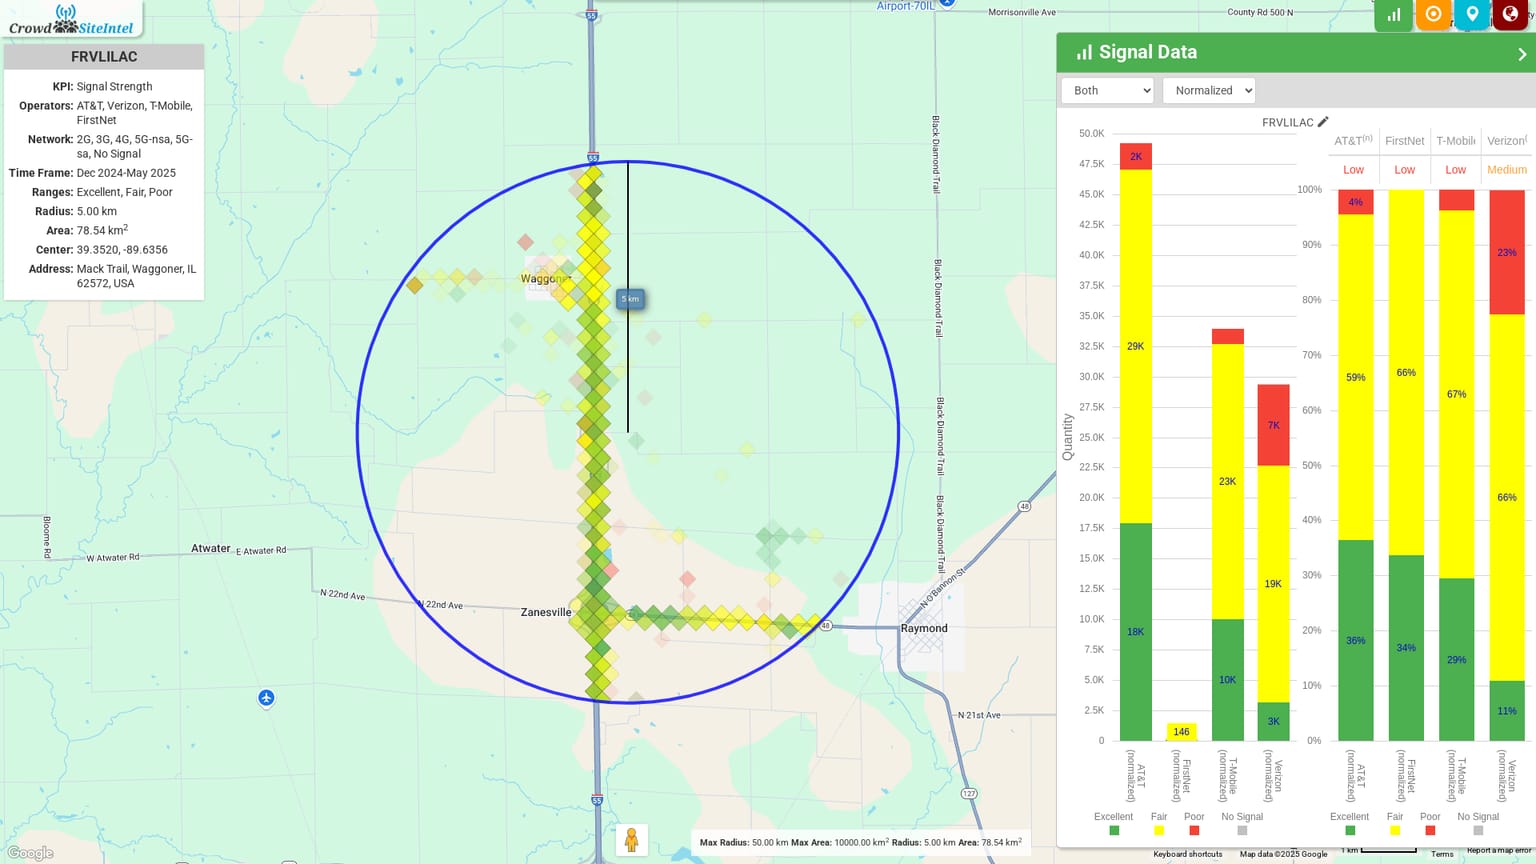 CrowdSiteIntel
FRVLILAC
KPI: Signal Strength
Operators: AT&T, Verizon, T-Mobile,
FirstNet
Network: 2G, 3G, 4G, 5G-nsa, 5G-
sa, No Signal
Time Frame: Dec 2024-May 2025
Ranges: Excellent, Fair, Poor
Radius: 5.00 km
Area: 78.54 km2
Center: 39.3520, -89.6356
Address: Mack Trail, Waggoner, IL
62572, USA
55
Airport-70IL
Morrisonville Ave
County Rd 500 N
55
Black Diamond Trail
Waggoner
5 km
Black Diamond Trail
Black Diamond Trail
Black Diamond Trail
48
Bloome Rd
W Atwater Rd
Atwater
E Atwater Rd
N 22nd Ave
N 22nd Ave
Zanesville
48
N O'Bannon St
Raymond
N 21st Ave
127
55
Google
Max Radius: 50.00 km Max Area: 10000.00 km2 Radius: 5.00 km Area: 78.54 km2
Signal Data
Both
Normalized
FRVLILAC
Quantity
50.0K
47.5K
45.0K
42.5K
40.0K
37.5K
35.0K
32.5K
30.0K
27.5K
25.0K
22.5K
20.0K
17.5K
15.0K
12.5K
10.0K
7.5K
5.0K
2.5K
0
2K
29K
18K
146
23K
10K
7K
19K
3K
AT&T
(normalized)
FirstNet
(normalized)
T-Mobile
(normalized)
Verizon
(normalized)
Excellent Fair Poor No Signal
AT&T(n) FirstNet T-Mobile Verizon(
Low Low Low Medium
100%
90%
80%
70%
60%
50%
40%
30%
20%
10%
0%
4%
59%
36%
66%
34%
67%
29%
23%
66%
11%
AT&T
(normalized)
FirstNet
(normalized)
T-Mobile
(normalized)
Verizon
(normalized)
Excellent Fair Poor No Signal
Keyboard shortcuts Map data ©2025 Google 1 km Terms Report a map error